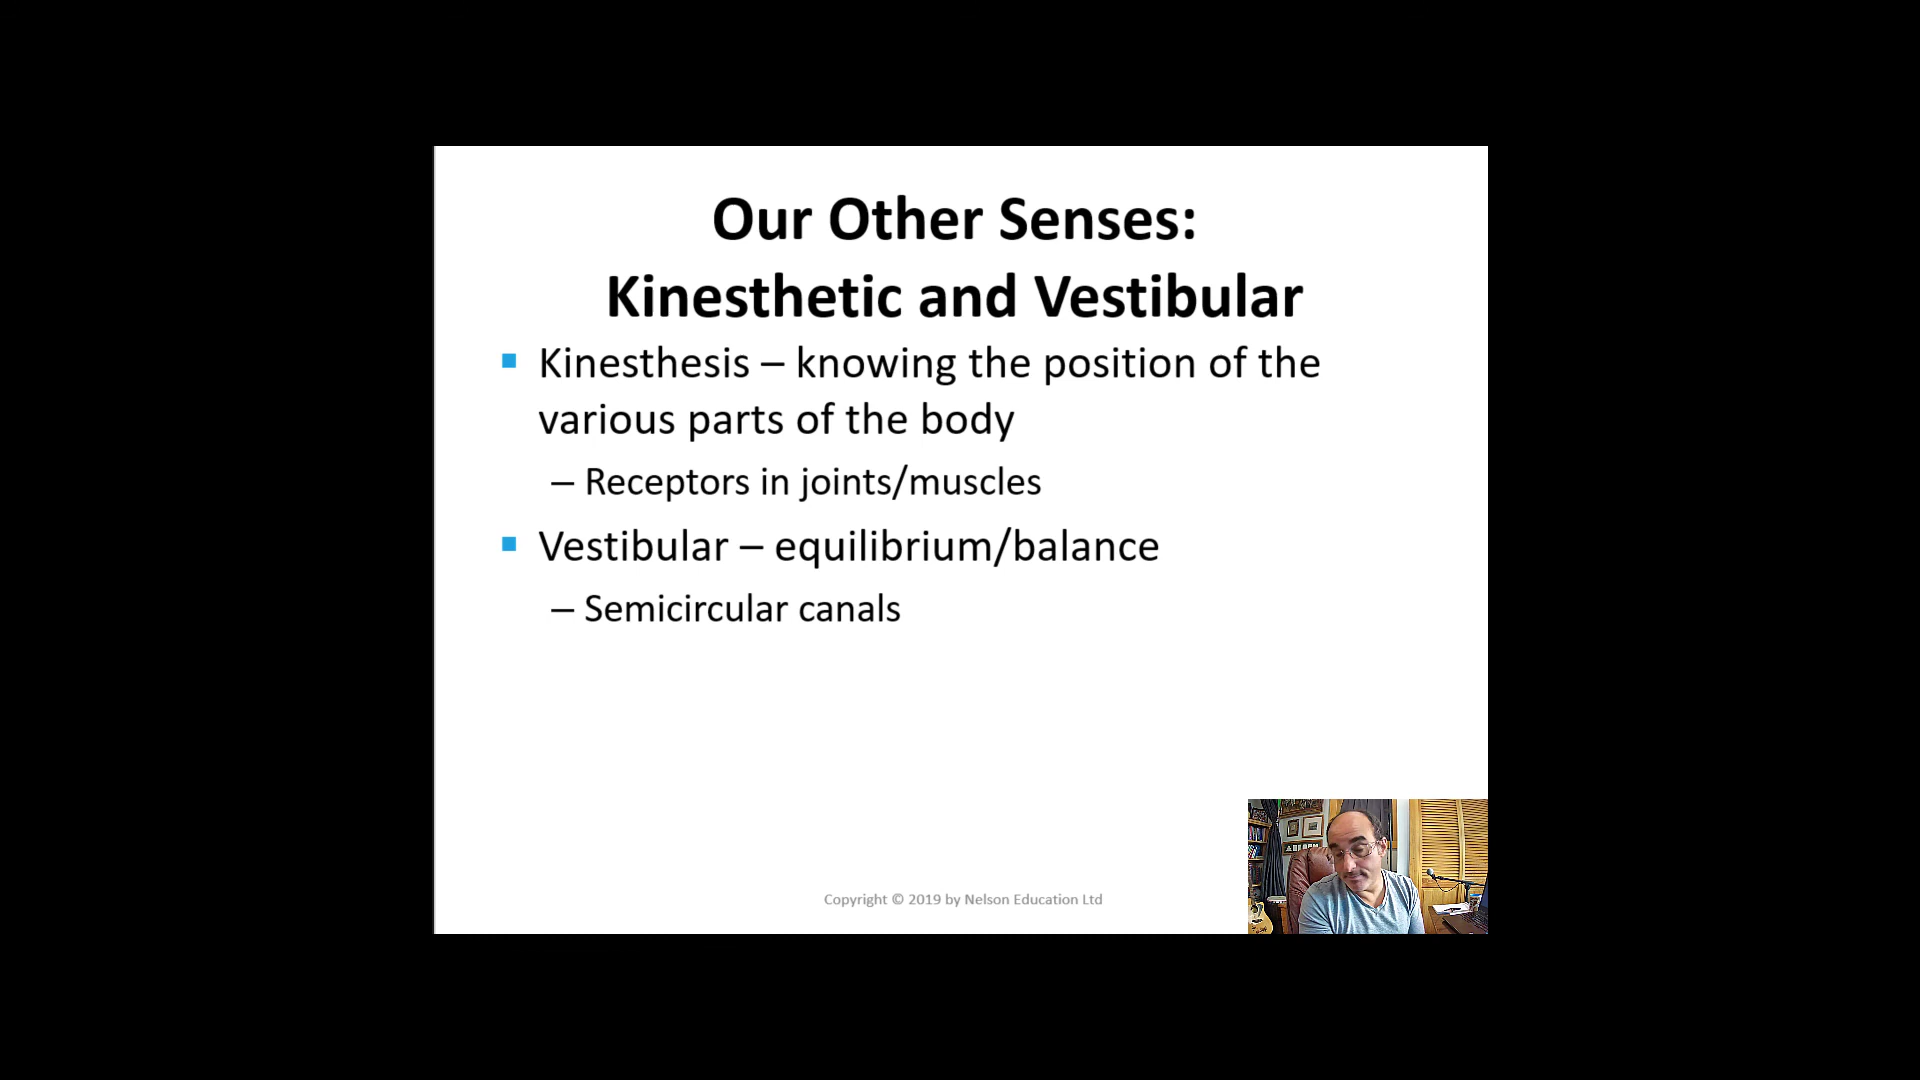 Our Other Senses:
Kinesthetic and Vestibular
▪ Kinesthesis – knowing the position of the
various parts of the body
– Receptors in joints/muscles
▪ Vestibular – equilibrium/balance
– Semicircular canals
Copyright © 2019 by Nelson Education Ltd